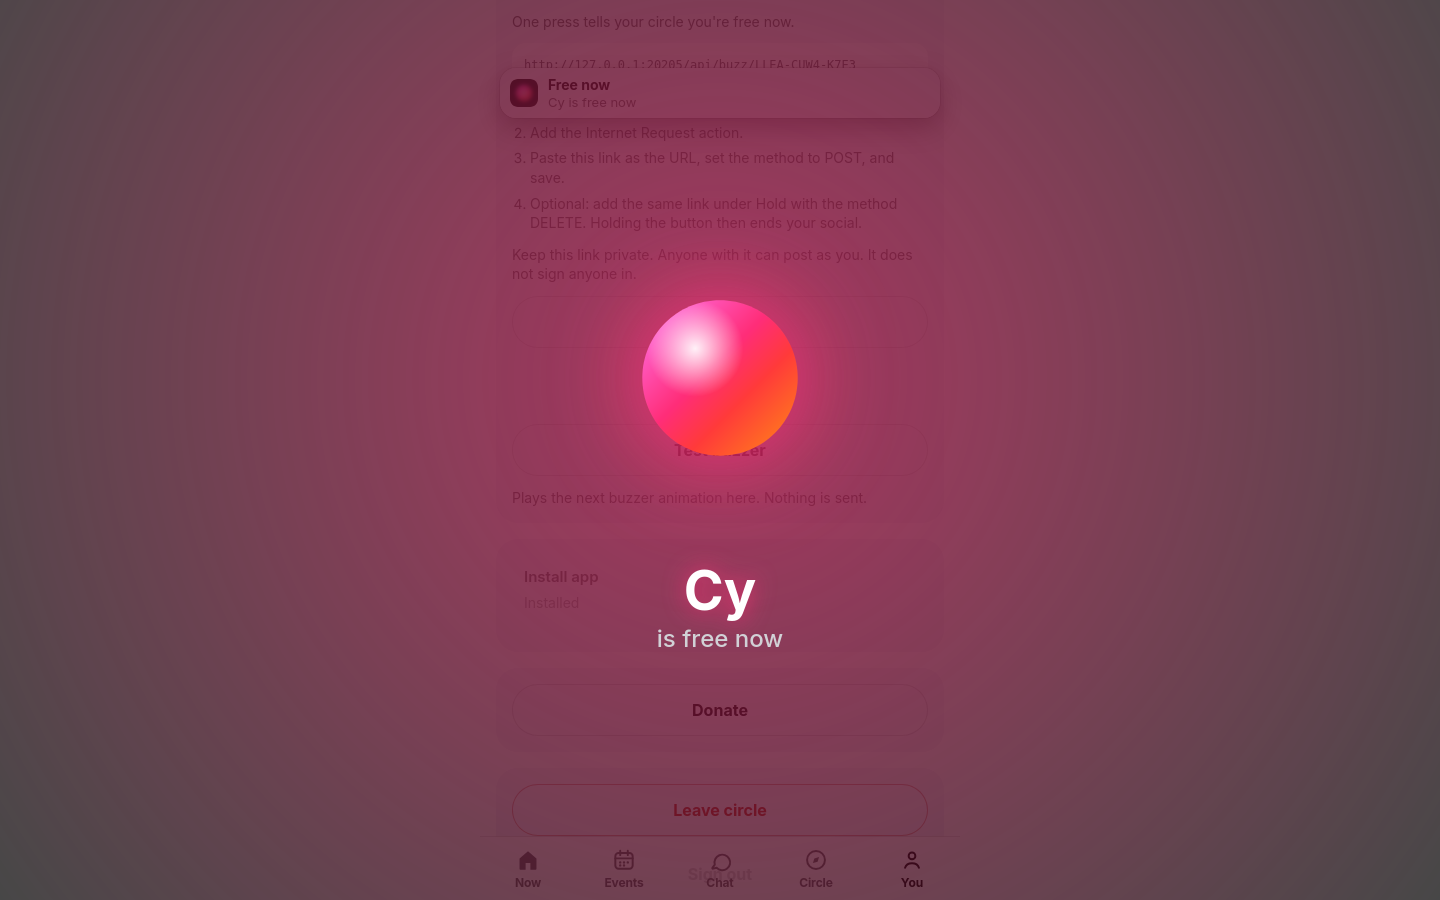 One press tells your circle you're free now.
Free now
Cy is free now
2. Add the Internet Request action.
3. Paste this link as the URL, set the method to POST, and
save.
4. Optional: add the same link under Hold with the method
DELETE. Holding the button then ends your social.
Keep this link private. Anyone with it can post as you. It does
not sign anyone in.
Plays the next buzzer animation here. Nothing is sent.
Install app
Installed
Cy
is free now
Donate
Leave circle
Sign out
Now
Events
Chat
Circle
You